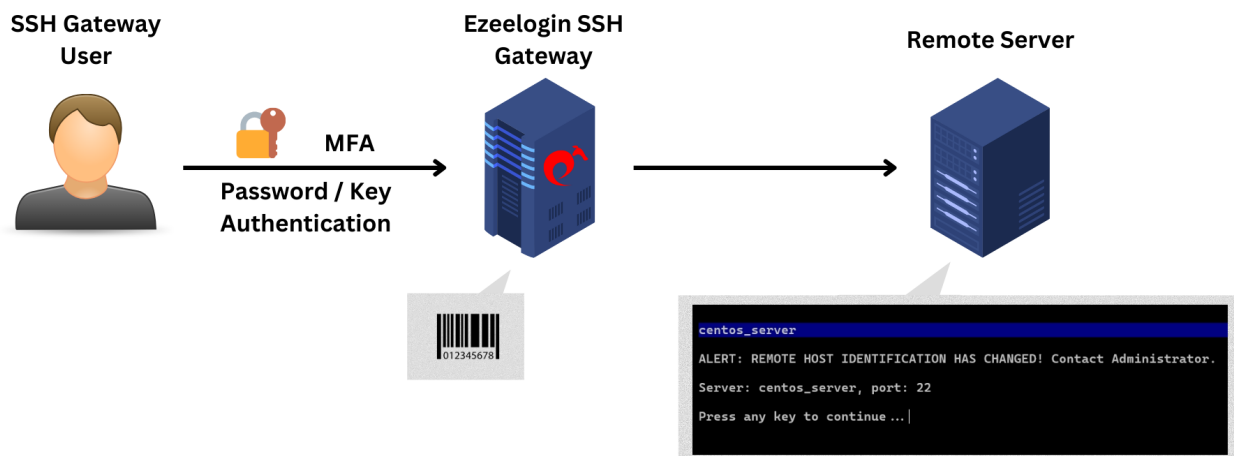 SSH Gateway
User
Ezeelogin SSH
Gateway
Remote Server
MFA
Password / Key
Authentication
012345678
centos_server
ALERT: REMOTE HOST IDENTIFICATION HAS CHANGED! Contact Administrator.
Server: centos_server, port: 22
Press any key to continue...